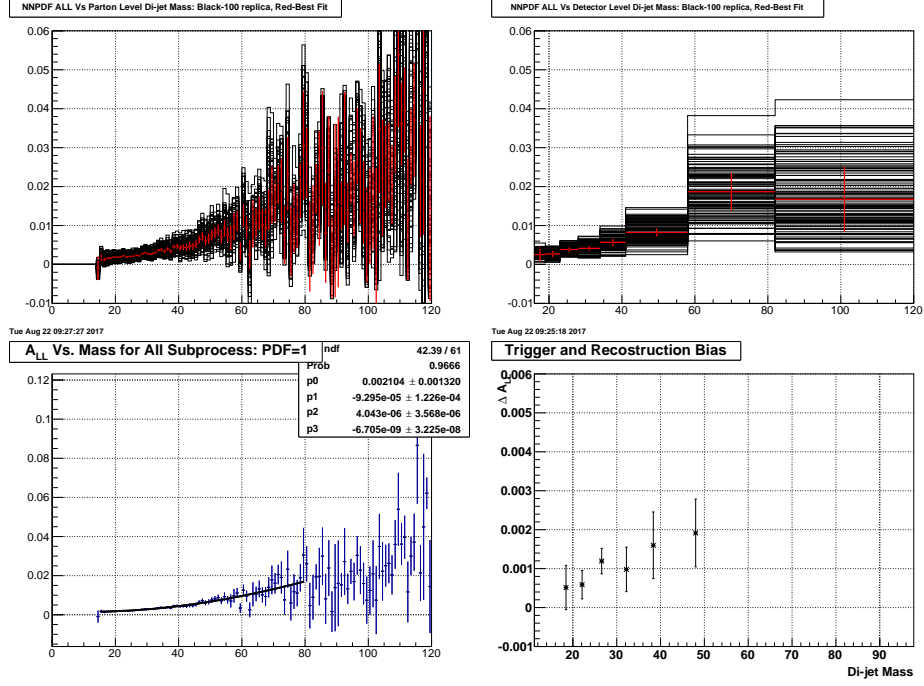 NNPDF ALL Vs Parton Level Di-jet Mass: Black-100 replica, Red-Best Fit
0.06
0.05
0.04
0.03
0.02
0.01
0
-0.01
0 20 40 60 80 100 120
Tue Aug 22 09:27:27 2017
NNPDF ALL Vs Detector Level Di-jet Mass: Black-100 replica, Red-Best Fit
0.06
0.05
0.04
0.03
0.02
0.01
0
-0.01
20 40 60 80 100 120
Tue Aug 22 09:25:18 2017
A_LL Vs. Mass for All Subprocess: PDF=1
ndf 42.39 / 61
Prob 0.9666
p0 0.002104 ± 0.001320
p1 -9.295e-05 ± 1.226e-04
p2 4.043e-06 ± 3.568e-06
p3 -6.705e-09 ± 3.225e-08
0.12
0.1
0.08
0.06
0.04
0.02
0
0 20 40 60 80 100 120
Trigger and Recostruction Bias
Δ A
0.006
0.005
0.004
0.003
0.002
0.001
0
-0.001
20 30 40 50 60 70 80 90
Di-jet Mass